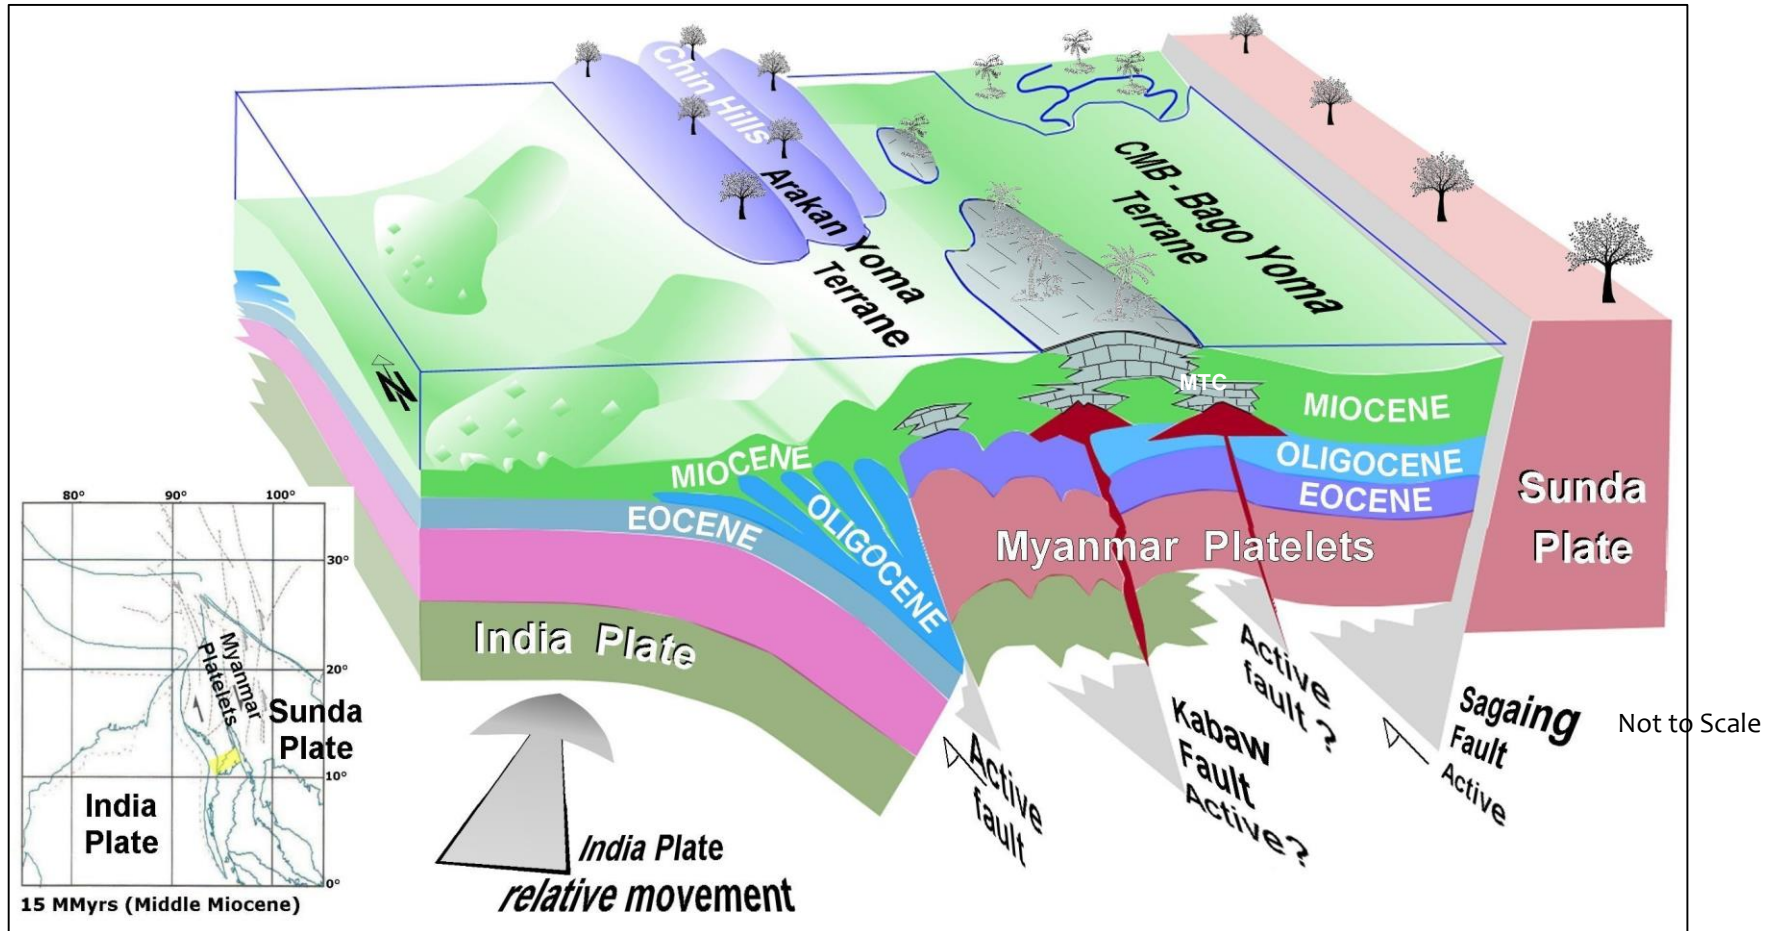 Chin Hills
Arakan Yoma
Terrane
CMB - Bago Yoma
Terrane
N
MTC
MIOCENE
OLIGOCENE
EOCENE
MIOCENE
OLIGOCENE
EOCENE
Myanmar Platelets
India Plate
Sunda
Plate
Active
fault
Kabaw
Fault
Active?
Active
fault ?
Sagaing
Fault
Active
Not to Scale
India Plate
relative movement
80°
90°
100°
30°
20°
10°
0°
Myanmar
Platelets
Sunda
Plate
India
Plate
15 MMyrs (Middle Miocene)